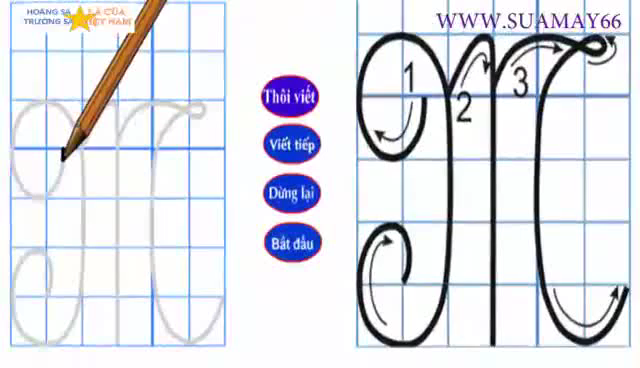 HOÀNG SA LÀ CỦA
TRƯỜNG SA VIỆT NAM
WWW.SUAMAY66
Thôi viết
Viết tiếp
Dừng lại
Bắt đầu
1
2
3